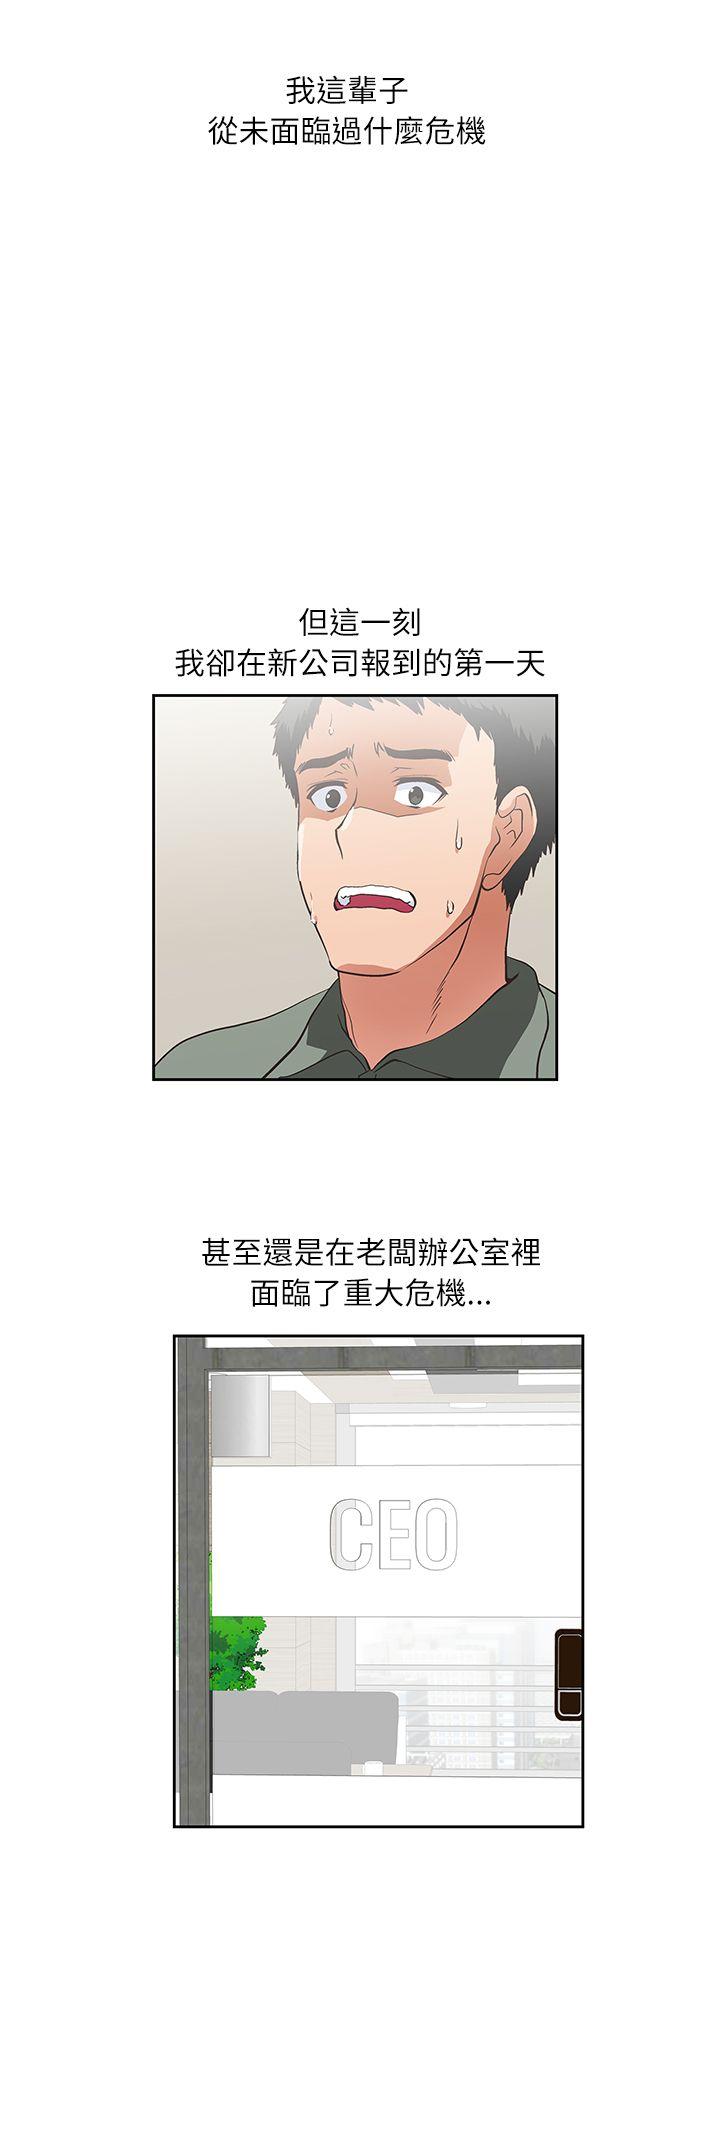 我這輩子
從未面臨過什麼危機
但這一刻
我卻在新公司報到的第一天
甚至還是在老闆辦公室裡
面臨了重大危機...
CEO